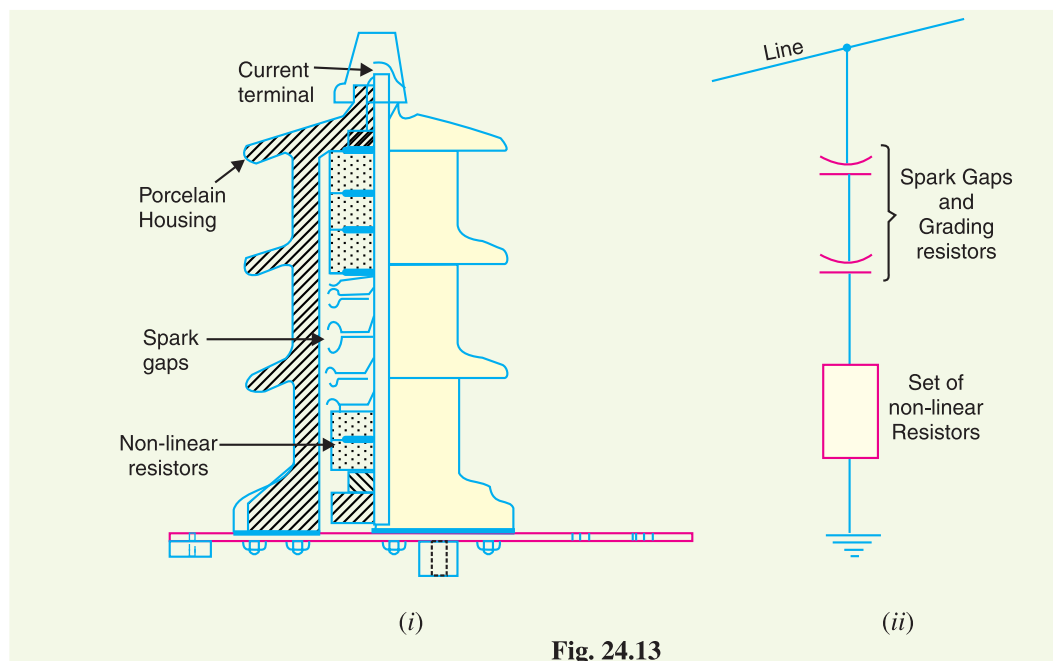 Current
terminal
Porcelain
Housing
Spark
gaps
Non-linear
resistors
(i)
Line
Spark Gaps
and
Grading
resistors
Set of
non-linear
Resistors
(ii)
Fig. 24.13